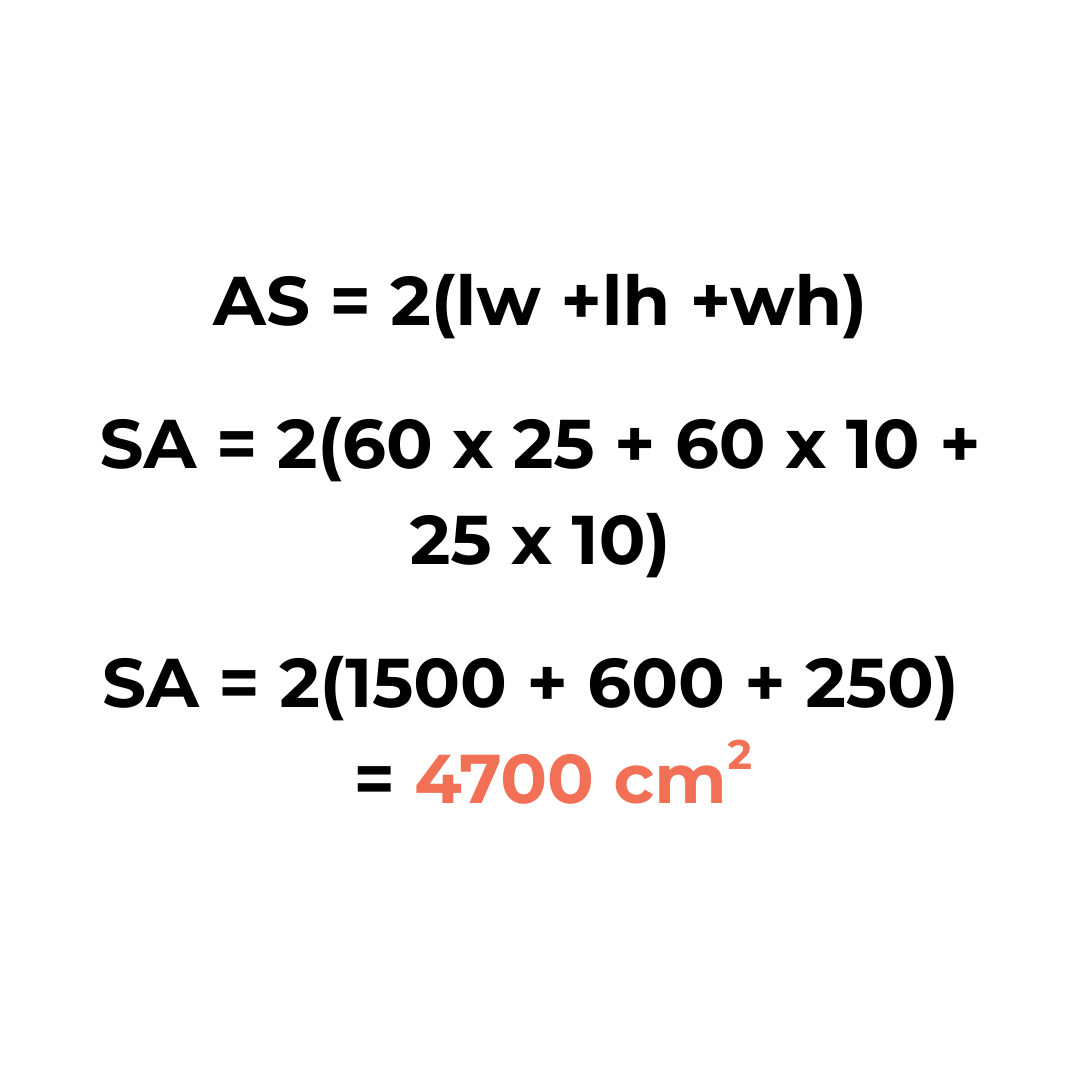 AS = 2(lw +lh +wh)
SA = 2(60 x 25 + 60 x 10 +
25 x 10)
SA = 2(1500 + 600 + 250)
= 4700 cm²